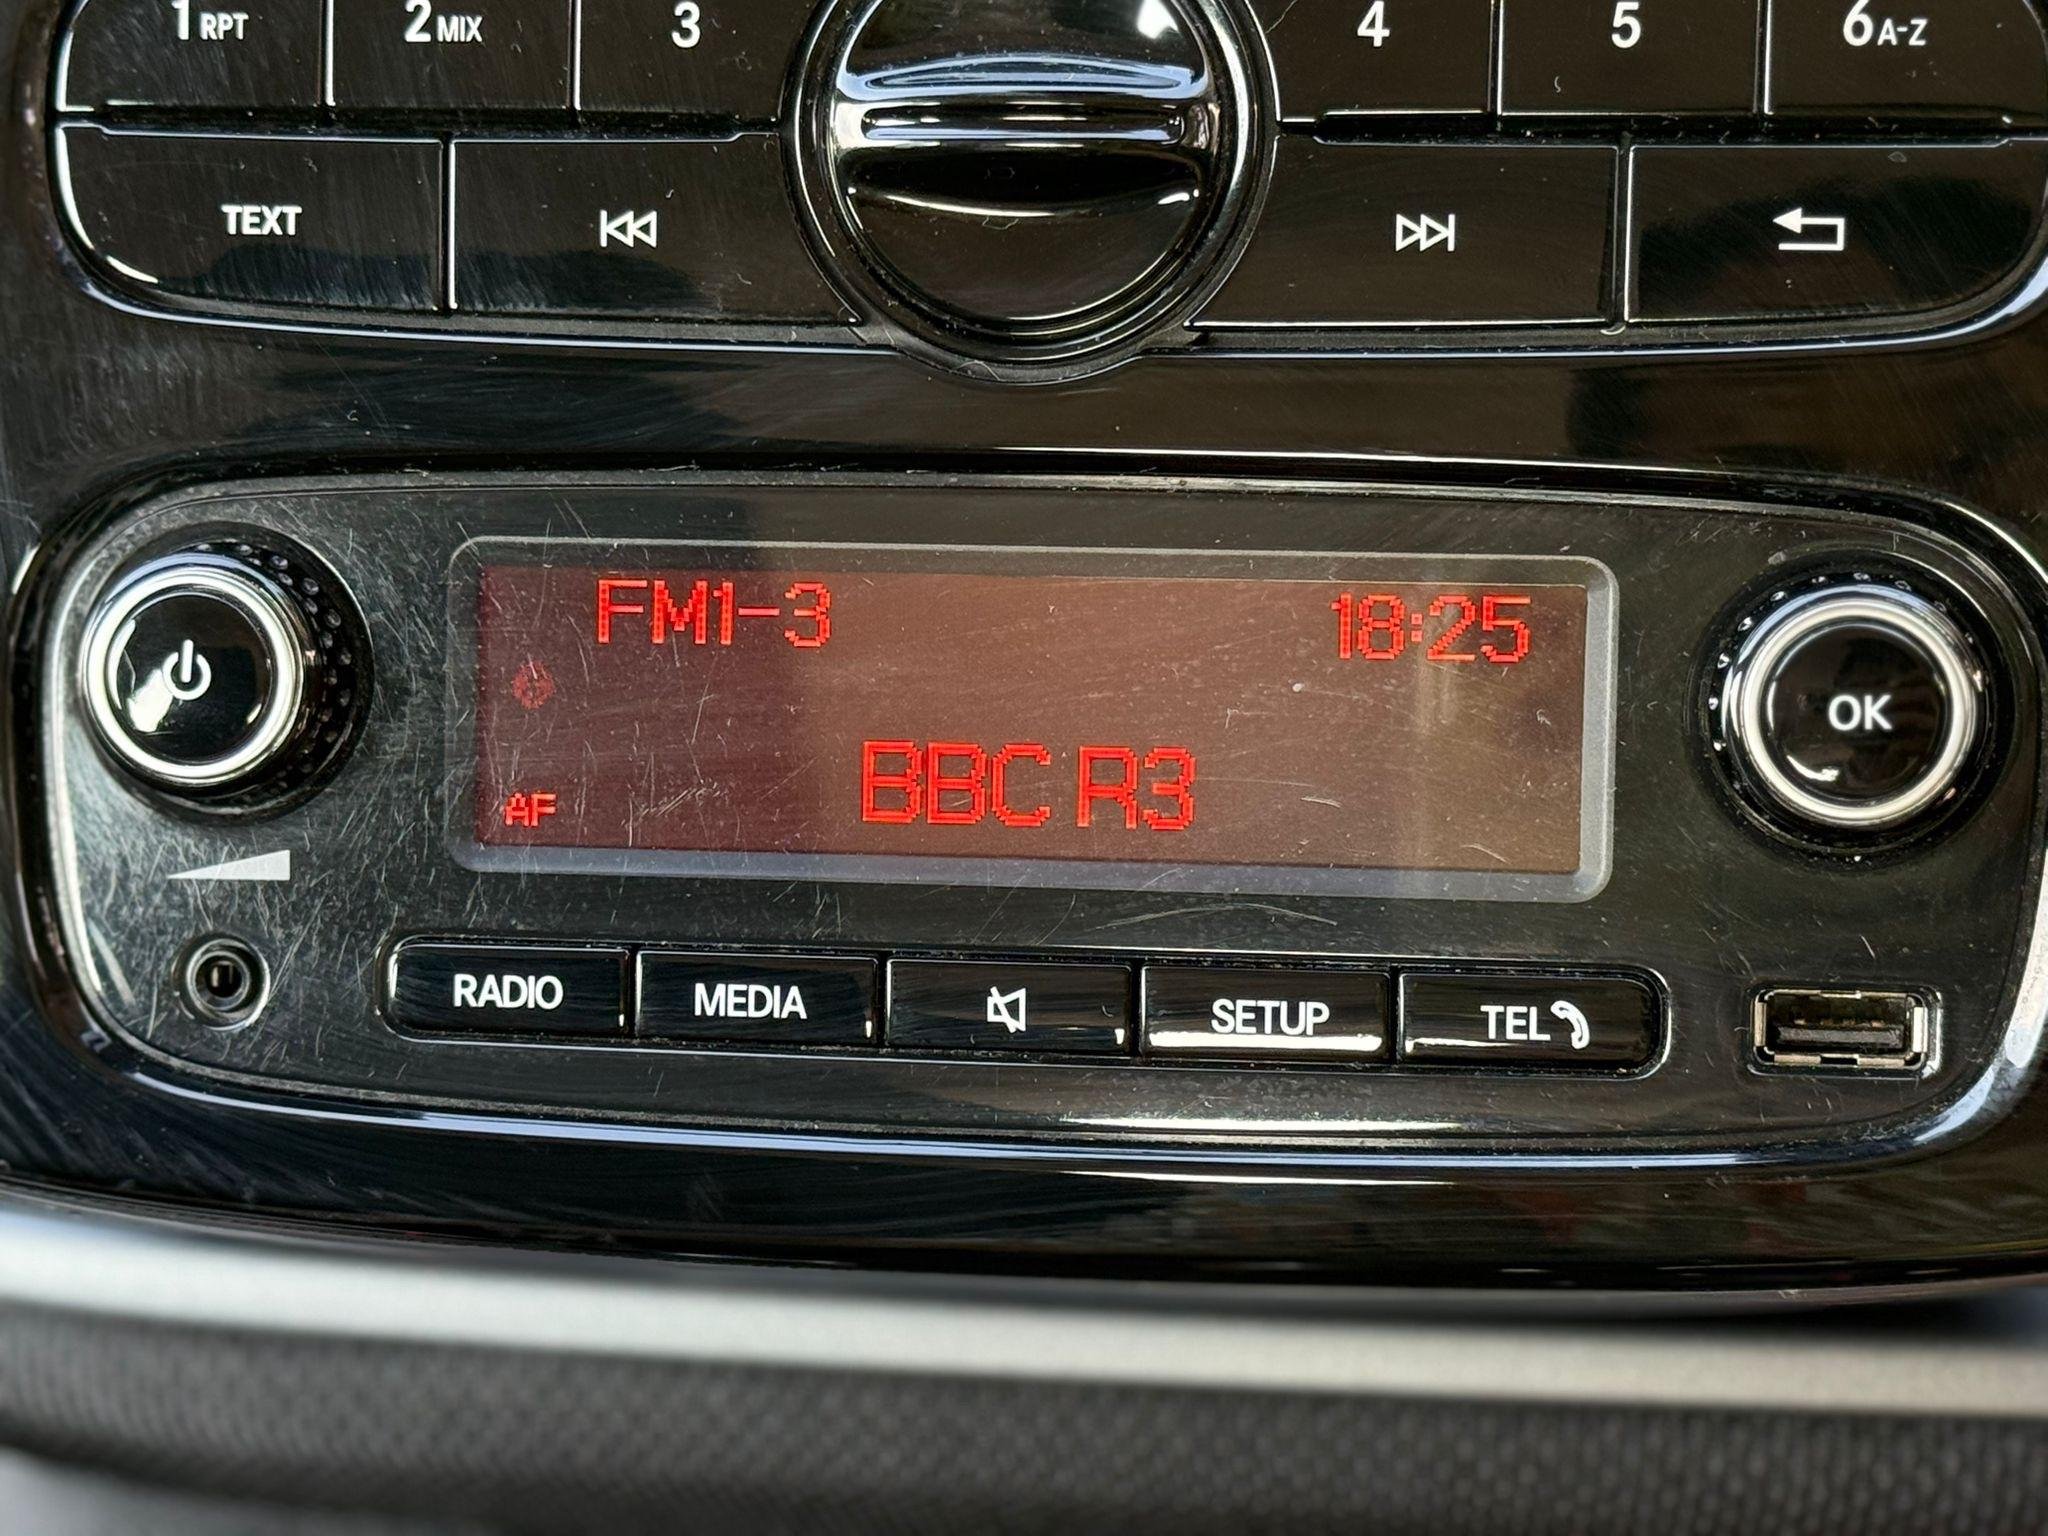 1 RPT 2 MIX 3 4 5 6 A-Z
TEXT
FM1-3 18:25
OK
BBC R3
AF
RADIO MEDIA SETUP TEL